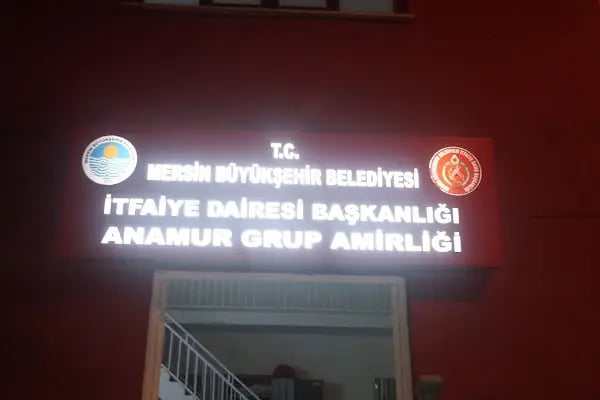 T.C.
MERSİN BÜYÜKŞEHİR BELEDİYESİ
İTFAİYE DAİRESİ BAŞKANLIĞI
ANAMUR GRUP AMİRLİĞİ